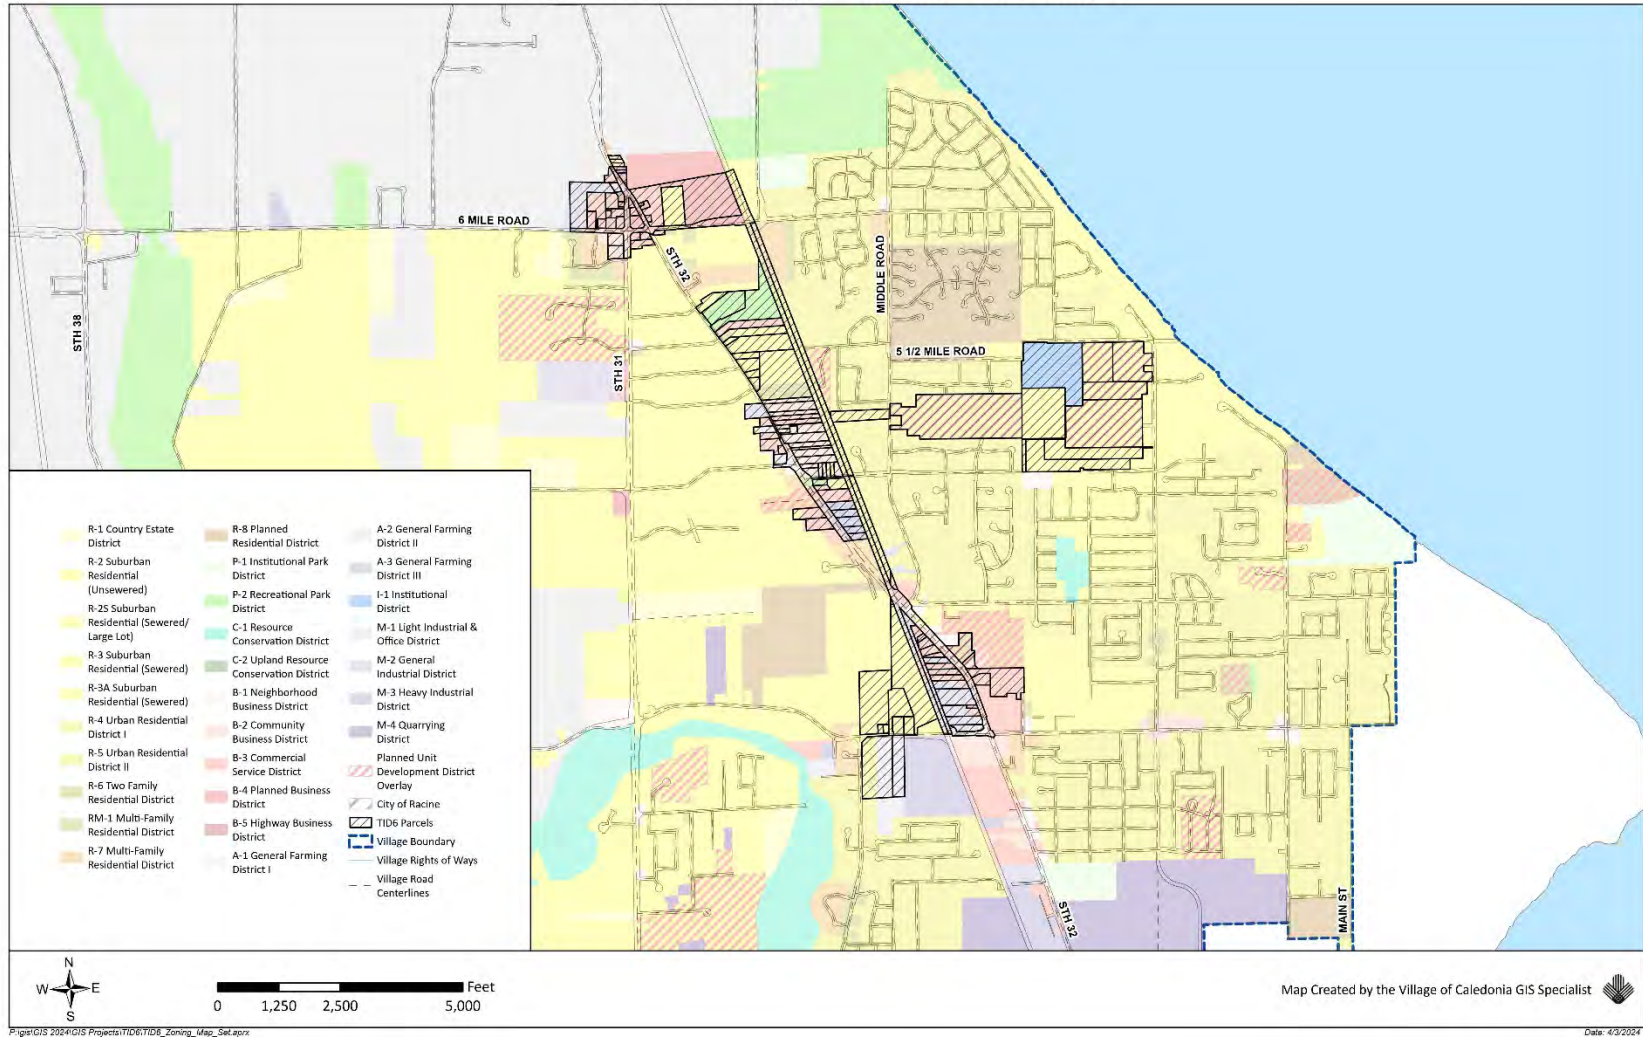 6 MILE ROAD
STH 32
MIDDLE ROAD
STH 38
STH 31
5 1/2 MILE ROAD
R-1 Country Estate
District
R-2 Suburban
Residential
(Unsewered)
R-2S Suburban
Residential (Sewered/
Large Lot)
R-3 Suburban
Residential (Sewered)
R-3A Suburban
Residential (Sewered)
R-4 Urban Residential
District I
R-5 Urban Residential
District II
R-6 Two Family
Residential District
RM-1 Multi-Family
Residential District
R-7 Multi-Family
Residential District
R-8 Planned
Residential District
P-1 Institutional Park
District
P-2 Recreational Park
District
C-1 Resource
Conservation District
C-2 Upland Resource
Conservation District
B-1 Neighborhood
Business District
B-2 Community
Business District
B-3 Commercial
Service District
B-4 Planned Business
District
B-5 Highway Business
District
A-1 General Farming
District I
A-2 General Farming
District II
A-3 General Farming
District III
I-1 Institutional
District
M-1 Light Industrial &
Office District
M-2 General
Industrial District
M-3 Heavy Industrial
District
M-4 Quarrying
District
Planned Unit
Development District
Overlay
City of Racine
TID6 Parcels
Village Boundary
Village Rights of Ways
Village Road
Centerlines
STH 32
MAIN ST
N
W E
S
Feet
0 1,250 2,500 5,000
Map Created by the Village of Caledonia GIS Specialist
P:\gis\GIS 2024\GIS Projects\TID6\TID6_Zoning_Map_Set.aprx
Date: 4/3/2024